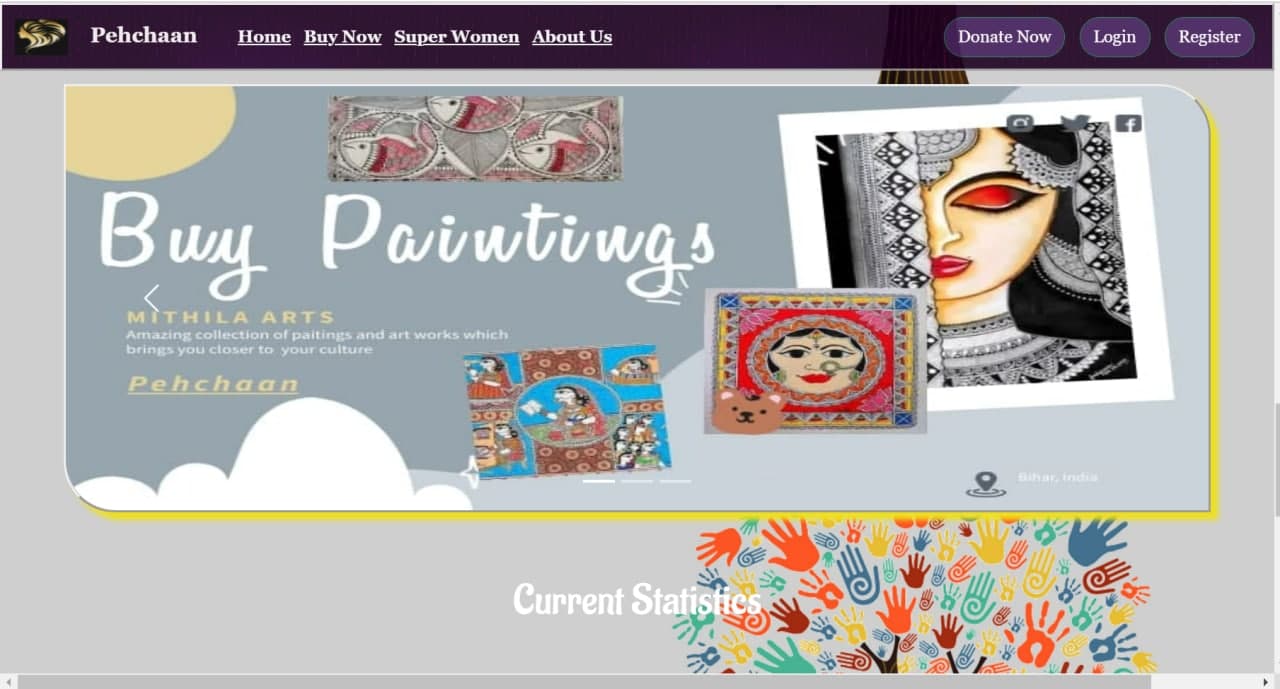 Pehchaan Home Buy Now Super Women About Us Donate Now Login Register
Buy Paintings
MITHILA ARTS
Amazing collection of paitings and art works which
brings you closer to your culture
Pehchaan
Bihar, India
Current Statistics